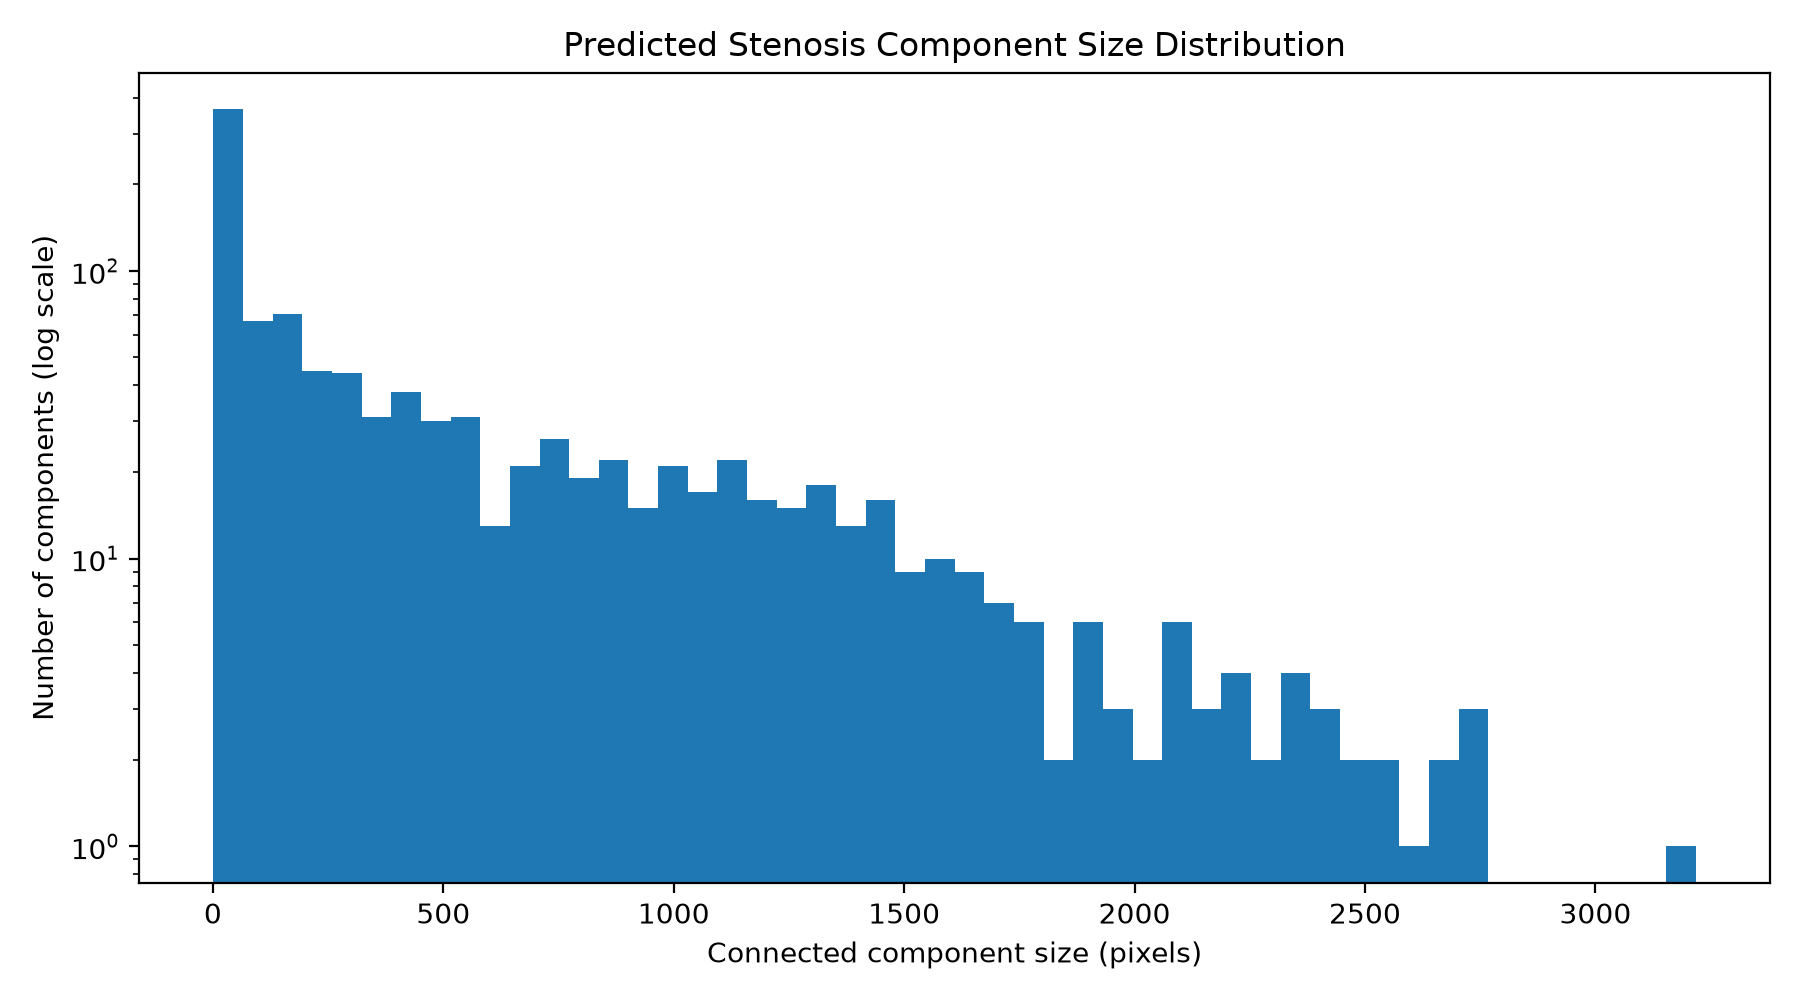 Predicted Stenosis Component Size Distribution
Number of components (log scale)
10²
10¹
10⁰
0 500 1000 1500 2000 2500 3000
Connected component size (pixels)